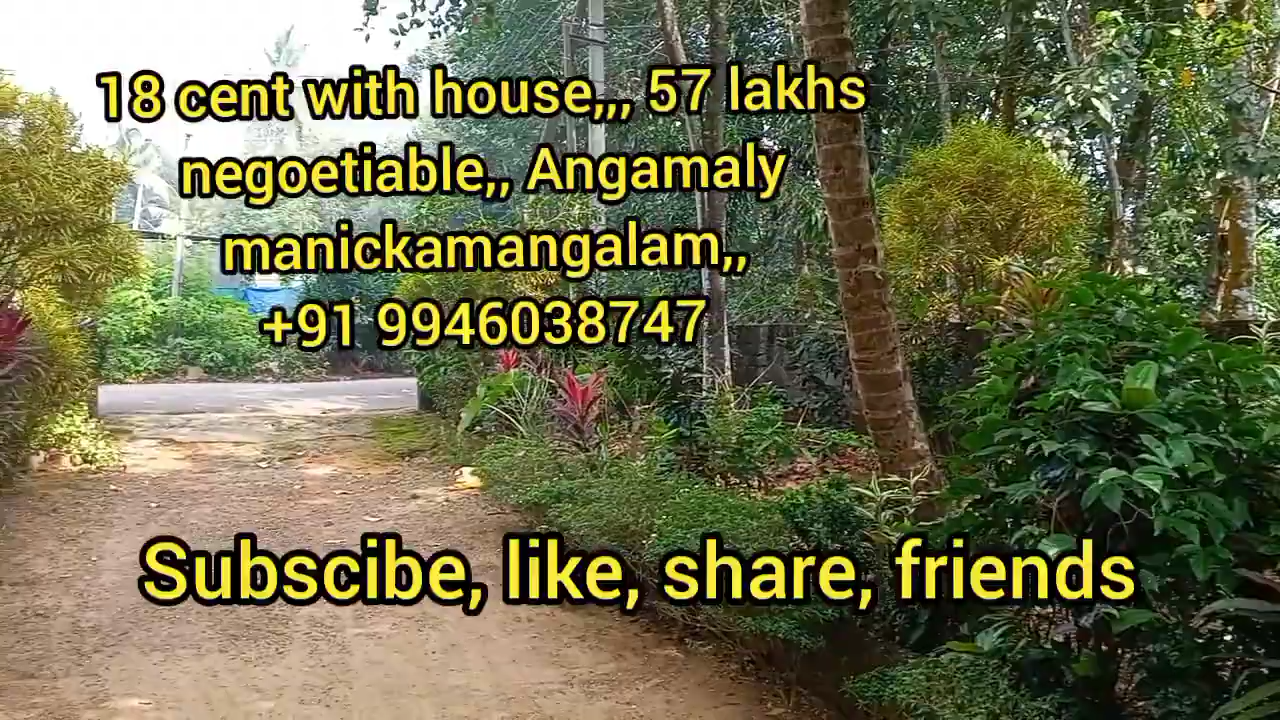 18 cent with house,,, 57 lakhs
negoetiable,, Angamaly
manickamangalam,,
+91 9946038747
Subscibe, like, share, friends